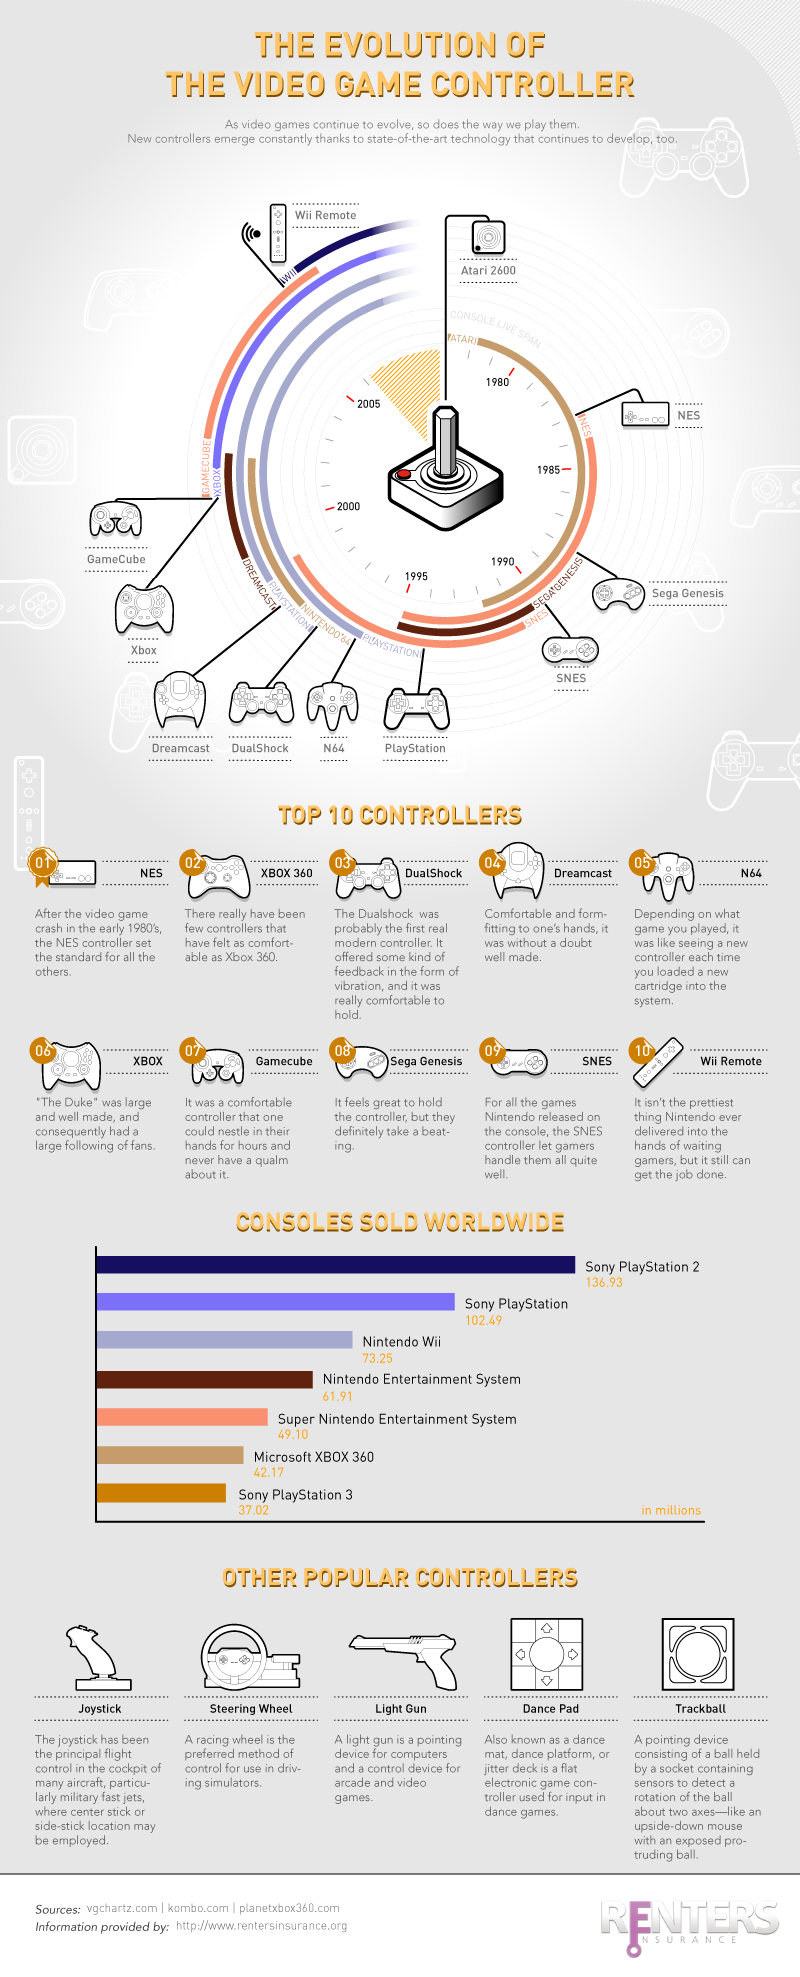 THE EVOLUTION OF
THE VIDEO GAME CONTROLLER
As video games continue to evolve, so does the way we play them.
New controllers emerge constantly thanks to state-of-the-art technology that continues to develop, too.
Wii Remote
Atari 2600
WII
CONSOLE LIVE SPAN
ATARI
1980
2005
NES
NES
GAMECUBE
XBOX
1985
2000
GameCube
DREAMCAST
PLAYSTATION
NINTENDO'64
PLAYSTATION
1995
1990
SEGA'GENESIS
SNES
Sega Genesis
Xbox
SNES
Dreamcast
DualShock
N64
PlayStation
TOP 10 CONTROLLERS
01
NES
After the video game
crash in the early 1980's,
the NES controller set
the standard for all the
others.
02
XBOX 360
There really have been
few controllers that
have felt as comfort-
able as Xbox 360.
03
DualShock
The Dualshock was
probably the first real
modern controller. It
offered some kind of
feedback in the form of
vibration, and it was
really comfortable to
hold.
04
Dreamcast
Comfortable and form-
fitting to one's hands, it
was without a doubt
well made.
05
N64
Depending on what
game you played, it
was like seeing a new
controller each time
you loaded a new
cartridge into the
system.
06
XBOX
"The Duke" was large
and well made, and
consequently had a
large following of fans.
07
Gamecube
It was a comfortable
controller that one
could nestle in their
hands for hours and
never have a qualm
about it.
08
Sega Genesis
It feels great to hold
the controller, but they
definitely take a beat-
ing.
09
SNES
For all the games
Nintendo released on
the console, the SNES
controller let gamers
handle them all quite
well.
10
Wii Remote
It isn't the prettiest
thing Nintendo ever
delivered into the
hands of waiting
gamers, but it still can
get the job done.
CONSOLES SOLD WORLDWIDE
Sony PlayStation 2
136.93
Sony PlayStation
102.49
Nintendo Wii
73.25
Nintendo Entertainment System
61.91
Super Nintendo Entertainment System
49.10
Microsoft XBOX 360
42.17
Sony PlayStation 3
37.02
in millions
OTHER POPULAR CONTROLLERS
Joystick
The joystick has been
the principal flight
control in the cockpit of
many aircraft, particu-
larly military fast jets,
where center stick or
side-stick location may
be employed.
Steering Wheel
A racing wheel is the
preferred method of
control for use in driv-
ing simulators.
Light Gun
A light gun is a pointing
device for computers
and a control device for
arcade and video
games.
Dance Pad
Also known as a dance
mat, dance platform, or
jitter deck is a flat
electronic game con-
troller used for input in
dance games.
Trackball
A pointing device
consisting of a ball held
by a socket containing
sensors to detect a
rotation of the ball
about two axes—like an
upside-down mouse
with an exposed pro-
truding ball.
Sources: vgchartz.com | kombo.com | planetxbox360.com
Information provided by: http://www.rentersinsurance.org
RENTERS
INSURANCE